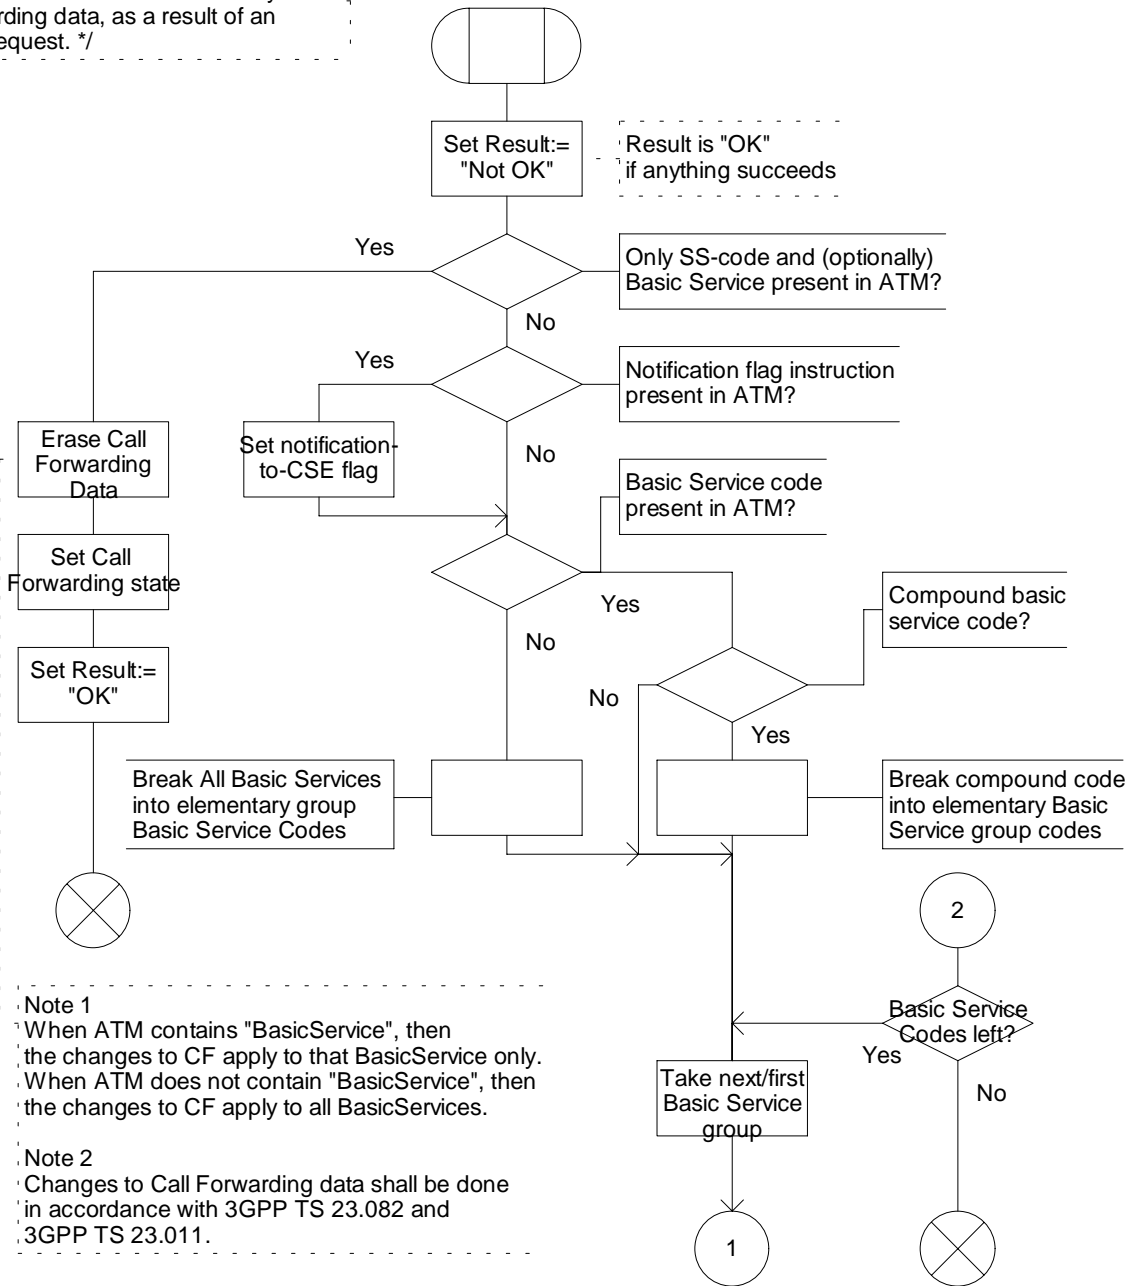 rding data, as a result of an
equest. */
Set Result:=
"Not OK"
Result is "OK"
if anything succeeds
Yes
Only SS-code and (optionally)
Basic Service present in ATM?
No
Yes
Notification flag instruction
present in ATM?
Erase Call
Forwarding
Data
Set notification-
to-CSE flag
No
Basic Service code
present in ATM?
Set Call
Forwarding state
Yes
Compound basic
service code?
No
Set Result:=
"OK"
No
Yes
Break All Basic Services
into elementary group
Basic Service Codes
Break compound code
into elementary Basic
Service group codes
2
Basic Service
Codes left?
Yes
No
Note 1
When ATM contains "BasicService", then
the changes to CF apply to that BasicService only.
When ATM does not contain "BasicService", then
the changes to CF apply to all BasicServices.
Note 2
Changes to Call Forwarding data shall be done
in accordance with 3GPP TS 23.082 and
3GPP TS 23.011.
Take next/first
Basic Service
group
1